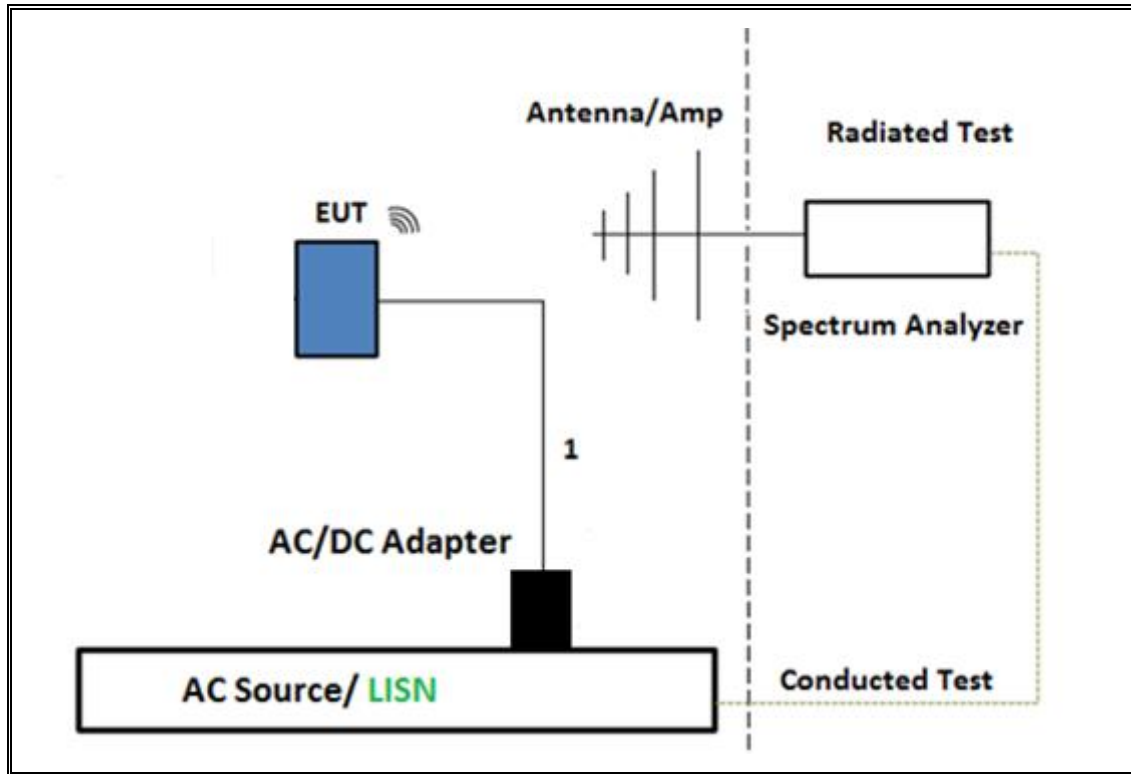 Antenna/Amp
Radiated Test
EUT
Spectrum Analyzer
1
AC/DC Adapter
AC Source/ LISN
Conducted Test